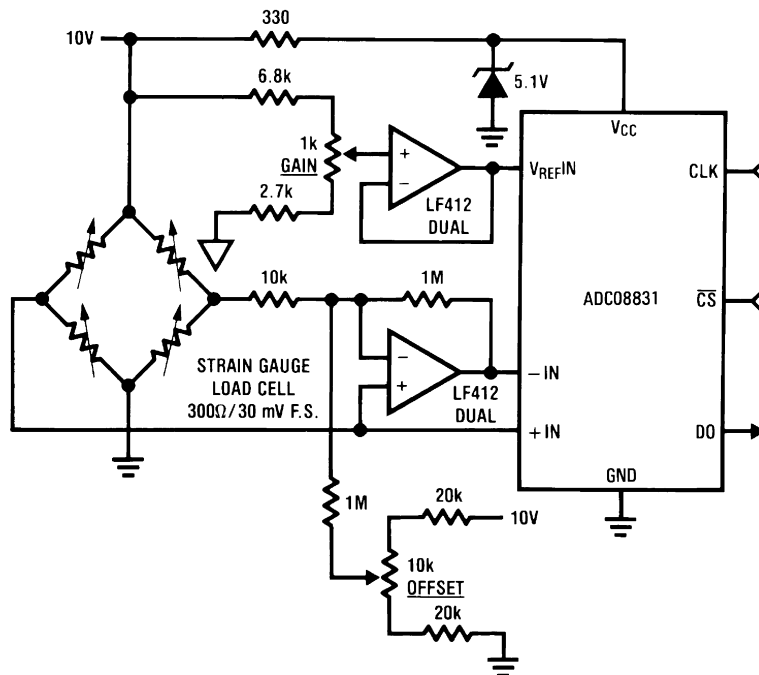 330
10V
5.1V
6.8k
VCC
1k
GAIN
VREFIN
CLK
2.7k
LF412
DUAL
10k
1M
ADC08831
CS
STRAIN GAUGE
LOAD CELL
300Ω/30 mV F.S.
LF412
DUAL
−IN
+IN
DO
GND
1M
20k
10V
10k
OFFSET
20k